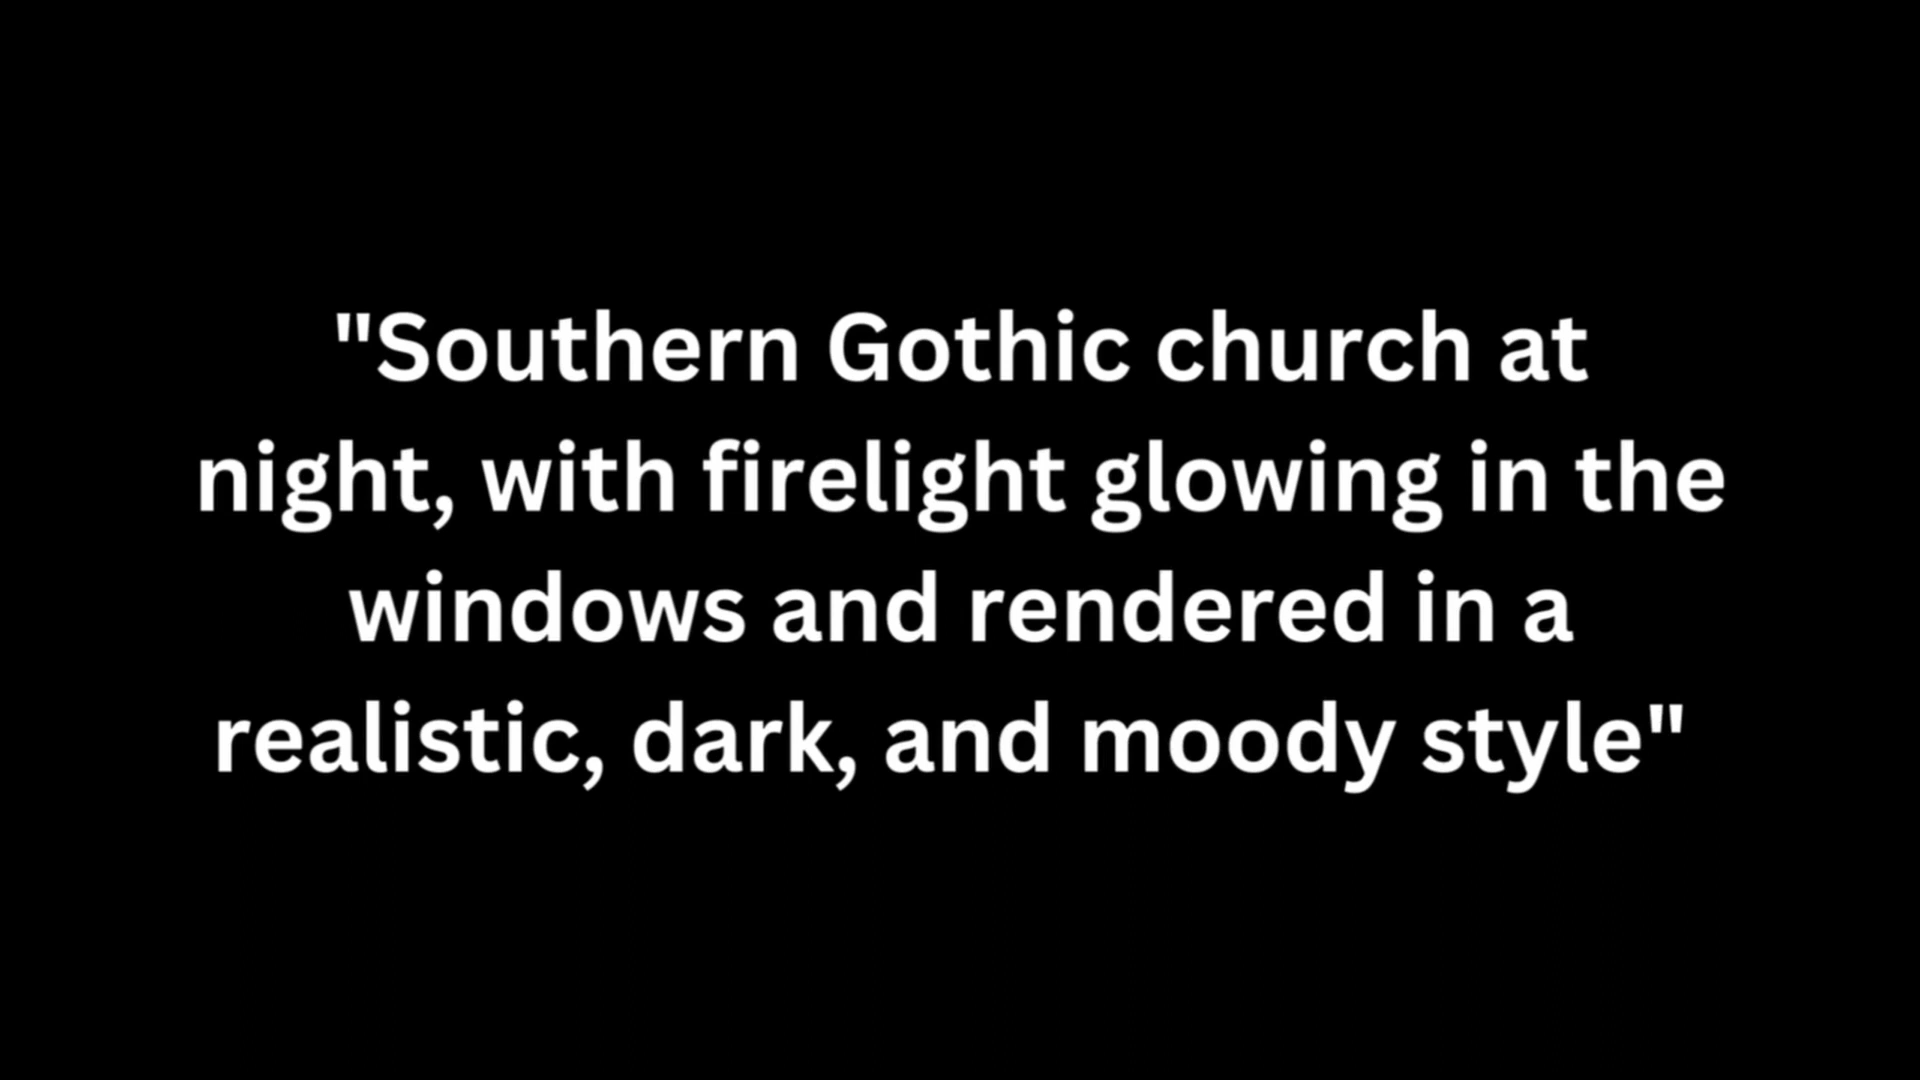 "Southern Gothic church at
night, with firelight glowing in the
windows and rendered in a
realistic, dark, and moody style"